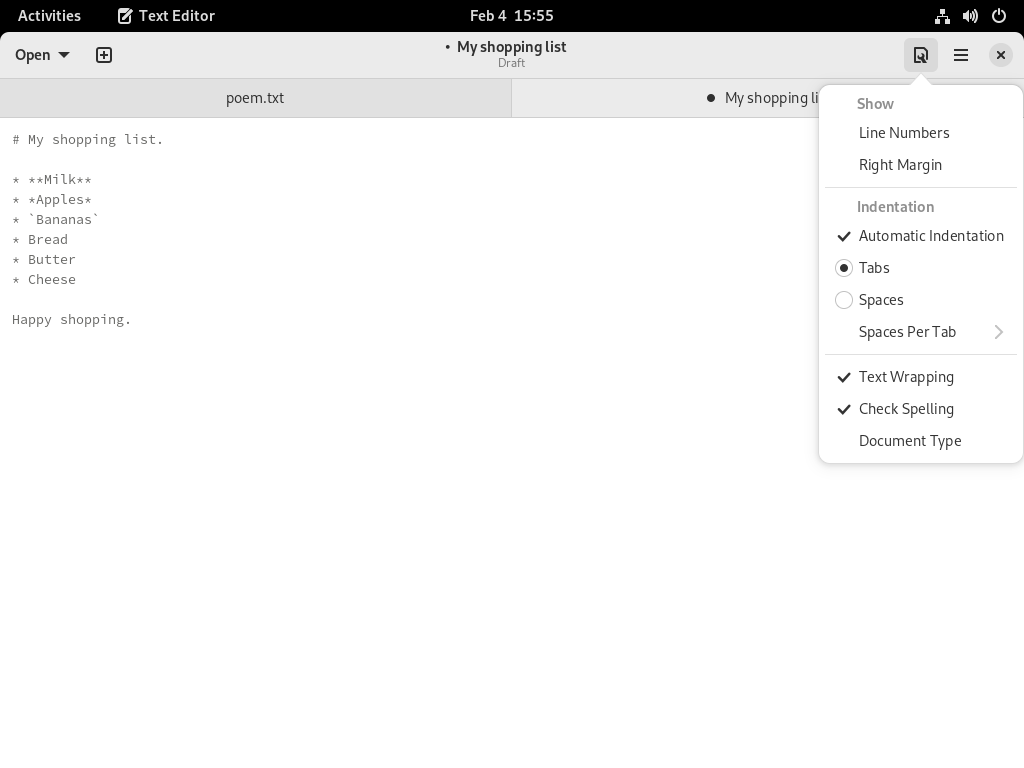 Activities Text Editor Feb 4 15:55
Open • My shopping list
Draft
poem.txt • My shopping li
# My shopping list.
* **Milk**
* *Apples*
* `Bananas`
* Bread
* Butter
* Cheese
Happy shopping.
Show
Line Numbers
Right Margin
Indentation
Automatic Indentation
Tabs
Spaces
Spaces Per Tab
Text Wrapping
Check Spelling
Document Type